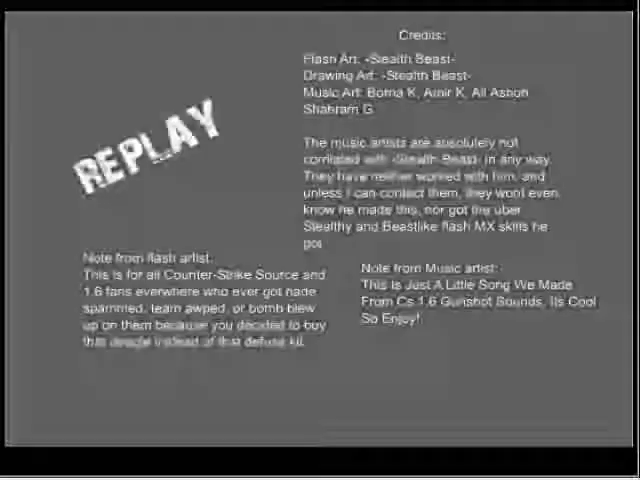 Credits:
Flash Art: -Stealth Beast-
Drawing Art: -Stealth Beast-
Music Art: Borna K, Amir K, Ali Ashori
Shahram G.
The music artists are absolutely not
corrilated with -Stealth Beast- in any way.
They have neither worked with him, and
unless I can contact them, they wont even
know he made this, nor got the uber
Stealthy and Beastlike flash MX skills he
got
REPLAY
Note from flash artist:
This is for all Counter-Strike Source and
1.6 fans everywhere who ever got nade
spammed, team awped, or bomb blew
up on them because you decided to buy
that deagle instead of that defuse kit.
Note from Music artist:
This Is Just A Little Song We Made
From Cs 1.6 Gunshot Sounds, Its Cool
So Enjoy!